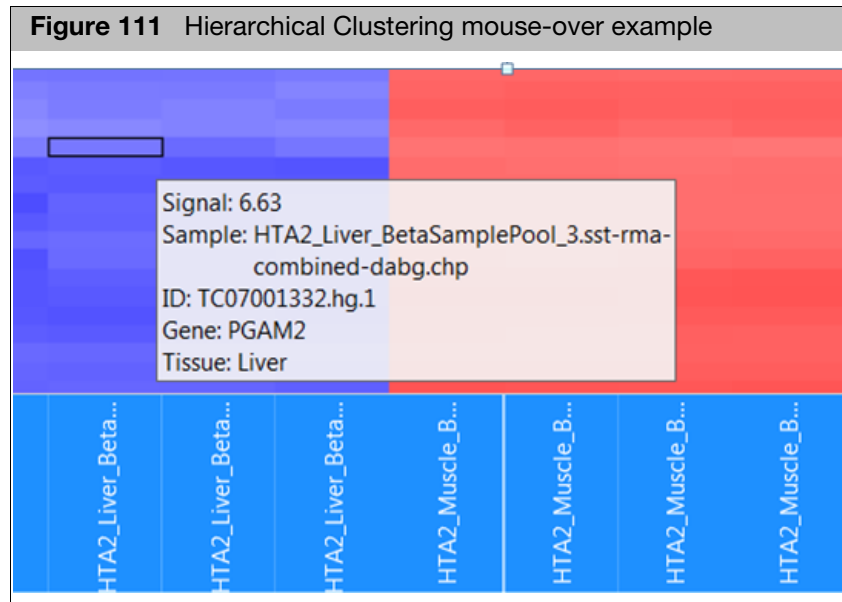 Figure 111 Hierarchical Clustering mouse-over example
Signal: 6.63
Sample: HTA2_Liver_BetaSamplePool_3.sst-rma-
combined-dabg.chp
ID: TC07001332.hg.1
Gene: PGAM2
Tissue: Liver
HTA2_Liver_Beta...
HTA2_Liver_Beta...
HTA2_Liver_Beta...
HTA2_Muscle_B...
HTA2_Muscle_B...
HTA2_Muscle_B...
HTA2_Muscle_B...